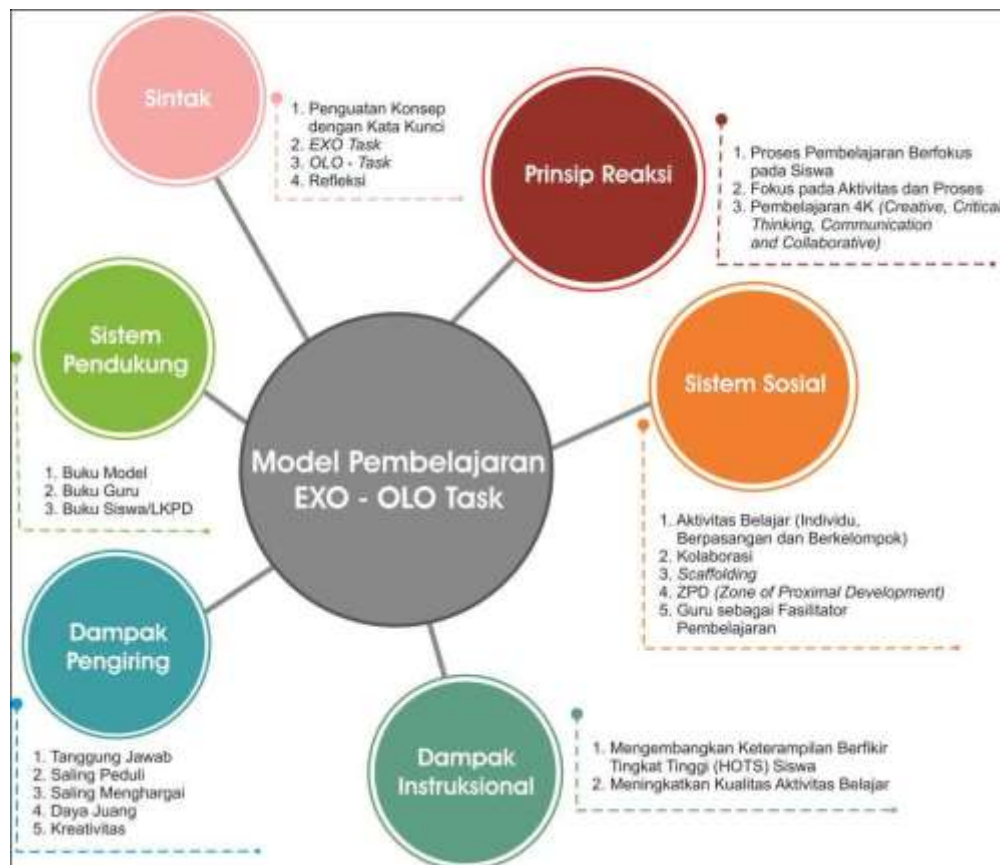 Sintak
1. Penguatan Konsep
dengan Kata Kunci
2. EXO Task
3. OLO - Task
4. Refleksi
Prinsip Reaksi
1. Proses Pembelajaran Berfokus
pada Siswa
2. Fokus pada Aktivitas dan Proses
3. Pembelajaran 4K (Creative, Critical
Thinking, Communication
and Collaborative)
Sistem
Pendukung
1. Buku Model
2. Buku Guru
3. Buku Siswa/LKPD
Model Pembelajaran
EXO - OLO Task
Sistem Sosial
1. Aktivitas Belajar (Individu,
Berpasangan dan Berkelompok)
2. Kolaborasi
3. Scaffolding
4. ZPD (Zone of Proximal Development)
5. Guru sebagai Fasilitator
Pembelajaran
Dampak
Pengiring
1. Tanggung Jawab
2. Saling Peduli
3. Saling Menghargai
4. Daya Juang
5. Kreativitas
Dampak
Instruksional
1. Mengembangkan Keterampilan Berfikir
Tingkat Tinggi (HOTS) Siswa
2. Meningkatkan Kualitas Aktivitas Belajar